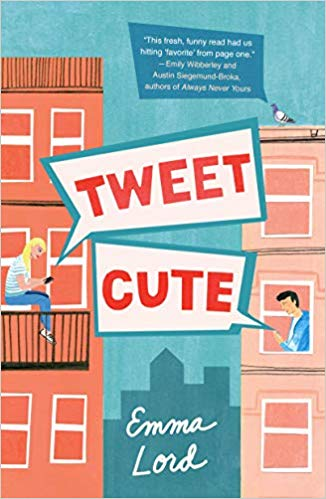 "This fresh, funny read had us
hitting 'favorite' from page one."
—Emily Wibberley and
Austin Siegemund-Broka,
authors of Always Never Yours
TWEET
CUTE
Emma
Lord